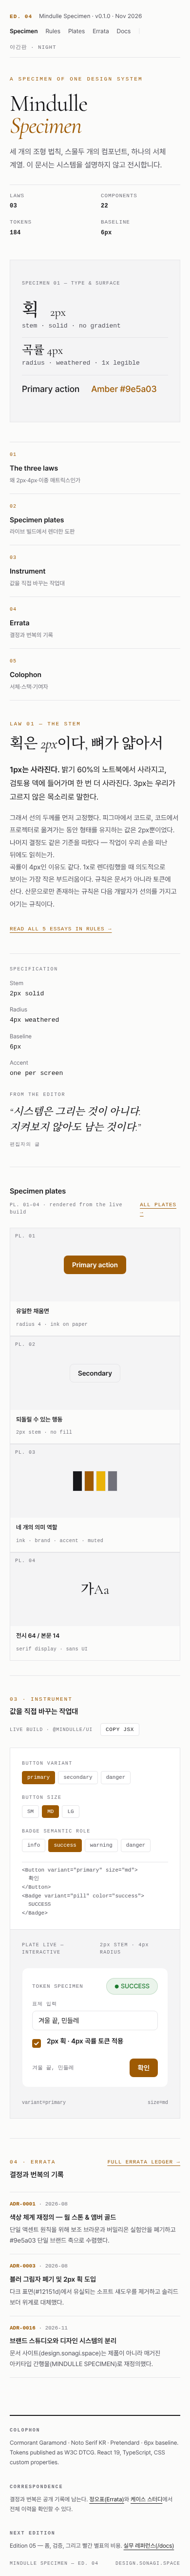 ED. 04 Mindulle Specimen · v0.1.0 · Nov 2026
Specimen Rules Plates Errata Docs
야간판 · NIGHT
A SPECIMEN OF ONE DESIGN SYSTEM
Mindulle
Specimen
세 개의 조형 법칙, 스물두 개의 컴포넌트, 하나의 서체
계열. 이 문서는 시스템을 설명하지 않고 전시합니다.
LAWS COMPONENTS
03 22
TOKENS BASELINE
184 6px
SPECIMEN 01 — TYPE & SURFACE
획 2px
stem · solid · no gradient
곡률 4px
radius · weathered · 1x legible
Primary action Amber #9e5a03
01
The three laws
왜 2px·4px·이중 메트릭스인가
02
Specimen plates
라이브 빌드에서 렌더한 도판
03
Instrument
값을 직접 바꾸는 작업대
04
Errata
결정과 번복의 기록
05
Colophon
서체·스택·기여자
LAW 01 — THE STEM
획은 2px이다. 뼈가 얇아서
1px는 사라진다. 밝기 60%의 노트북에서 사라지고,
검토용 덱에 들어가며 한 번 더 사라진다. 3px는 우리가
고르지 않은 목소리로 말한다.
그래서 선의 두께를 먼저 고정했다. 피그마에서 코드로, 코드에서
프로젝터로 옮겨가는 동안 형태를 유지하는 값은 2px뿐이었다.
나머지 결정도 같은 기준을 따랐다 — 작업이 우리 손을 떠난
뒤에도 읽히는가.
곡률이 4px인 이유도 같다. 1x로 렌더링했을 때 의도적으로
보이는 가장 작은 부드러움이다. 규칙은 문서가 아니라 토큰에
산다. 산문으로만 존재하는 규칙은 다음 개발자가 선의를 가지고
어기는 규칙이다.
READ ALL 5 ESSAYS IN RULES →
SPECIFICATION
Stem
2px solid
Radius
4px weathered
Baseline
6px
Accent
one per screen
FROM THE EDITOR
“시스템은 그리는 것이 아니다.
지켜보지 않아도 남는 것이다.”
편집자의 글
Specimen plates
PL. 01–04 · rendered from the live
build
ALL PLATES
→
PL. 01
Primary action
유일한 채움면
radius 4 · ink on paper
PL. 02
Secondary
되돌릴 수 있는 행동
2px stem · no fill
PL. 03
네 개의 의미 역할
ink · brand · accent · muted
PL. 04
가Aa
전시 64 / 본문 14
serif display · sans UI
03 · INSTRUMENT
값을 직접 바꾸는 작업대
LIVE BUILD · @MINDULLE/UI COPY JSX
BUTTON VARIANT
primary secondary danger
BUTTON SIZE
SM MD LG
BADGE SEMANTIC ROLE
info success warning danger
<Button variant="primary" size="md">
확인
</Button>
<Badge variant="pill" color="success">
SUCCESS
</Badge>
PLATE LIVE —
INTERACTIVE
2px STEM · 4px
RADIUS
TOKEN SPECIMEN SUCCESS
표제 입력
겨울 끝, 민들레
2px 획 · 4px 곡률 토큰 적용
겨울 끝, 민들레 확인
variant=primary size=md
04 · ERRATA FULL ERRATA LEDGER →
결정과 번복의 기록
색상 체계 재정의 — 월 스톤 & 앰버 골드
단일 액센트 원칙을 위해 보조 브라운과 버밀리온 실험안을 폐기하고
#9e5a03 단일 브랜드 축으로 수렴했다.
블러 그림자 폐기 및 2px 획 도입
다크 표면(#12151d)에서 유실되는 소프트 섀도우를 제거하고 솔리드
보더 위계로 대체했다.
브랜드 스튜디오와 디자인 시스템의 분리
문서 사이트(design.sonagi.space)는 제품이 아니라 메거진
아카타입 간행물(MINDULLE SPECIMEN)로 재정의했다.
COLOPHON
Cormorant Garamond · Noto Serif KR · Pretendard · 6px baseline.
Tokens published as W3C DTCG. React 19, TypeScript, CSS
custom properties.
CORRESPONDENCE
결정과 번복은 공개 기록에 남는다. 정오표(Errata)와 케이스 스터디에서
전체 이력을 확인할 수 있다.
NEXT EDITION
Edition 05 — 폼, 검증, 그리고 빨간 별표의 비용. 실무 레퍼런스(/docs)
MINDULLE SPECIMEN — ED. 04 DESIGN.SONAGI.SPACE